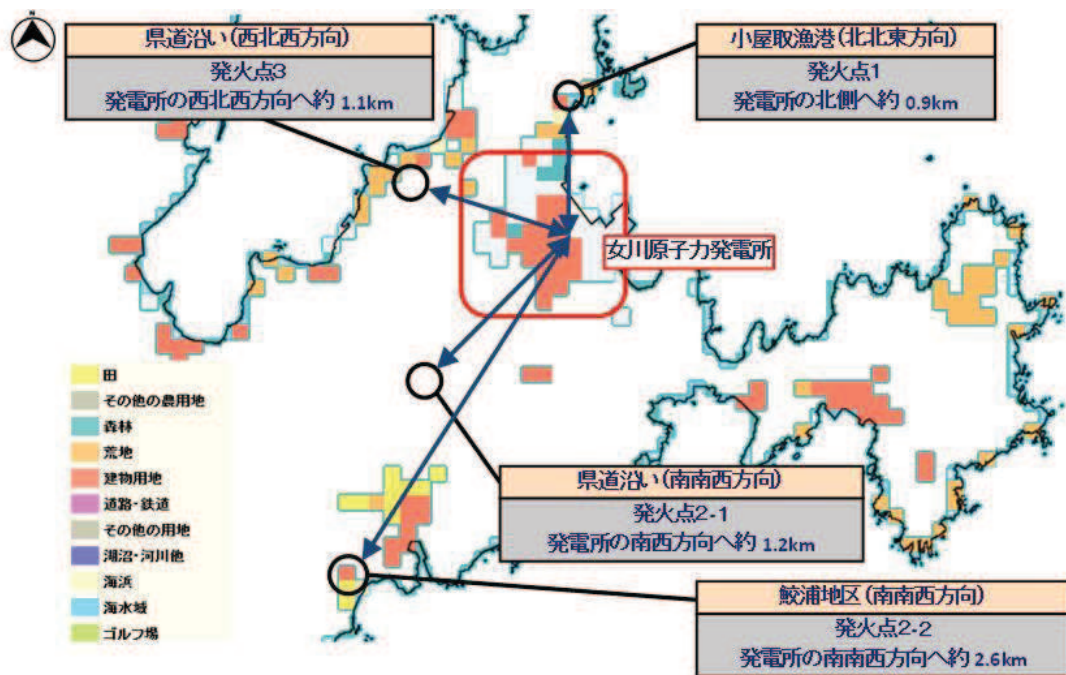 県道沿い(西北西方向)
発火点3
発電所の西北西方向へ約 1.1km
小屋取漁港(北北東方向)
発火点1
発電所の北側へ約 0.9km
女川原子力発電所
田
その他の農用地
森林
荒地
建物用地
道路・鉄道
その他の用地
湖沼・河川他
海浜
海水域
ゴルフ場
県道沿い(南南西方向)
発火点2-1
発電所の南西方向へ約 1.2km
鮫浦地区(南南西方向)
発火点2-2
発電所の南南西方向へ約 2.6km